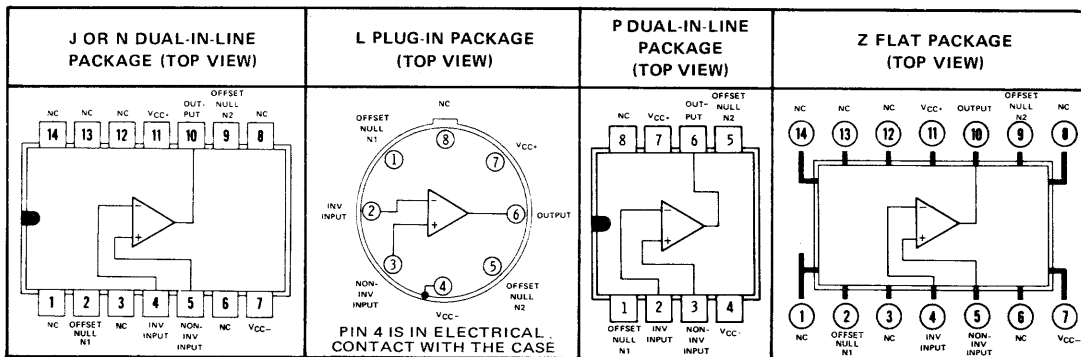 J OR N DUAL-IN-LINE
PACKAGE (TOP VIEW)
NC NC NC VCC+ OUT-PUT OFFSET NULL N2 NC
14 13 12 11 10 9 8
1 2 3 4 5 6 7
NC OFFSET NULL N1 NC INV INPUT NON-INV INPUT NC VCC−
L PLUG-IN PACKAGE
(TOP VIEW)
NC
8
OFFSET NULL N1
1
7
VCC+
INV INPUT
2
6
OUTPUT
3
NON-INV INPUT
4
VCC−
5
OFFSET NULL N2
PIN 4 IS IN ELECTRICAL
CONTACT WITH THE CASE
P DUAL-IN-LINE
PACKAGE
(TOP VIEW)
NC VCC+ OUT-PUT OFFSET NULL N2
8 7 6 5
1 2 3 4
OFFSET NULL N1 INV INPUT NON-INV INPUT VCC-
Z FLAT PACKAGE
(TOP VIEW)
NC NC NC VCC+ OUTPUT OFFSET NULL N2 NC
14 13 12 11 10 9 8
1 2 3 4 5 6 7
NC OFFSET NULL N1 NC INV INPUT NON-INV INPUT NC VCC−